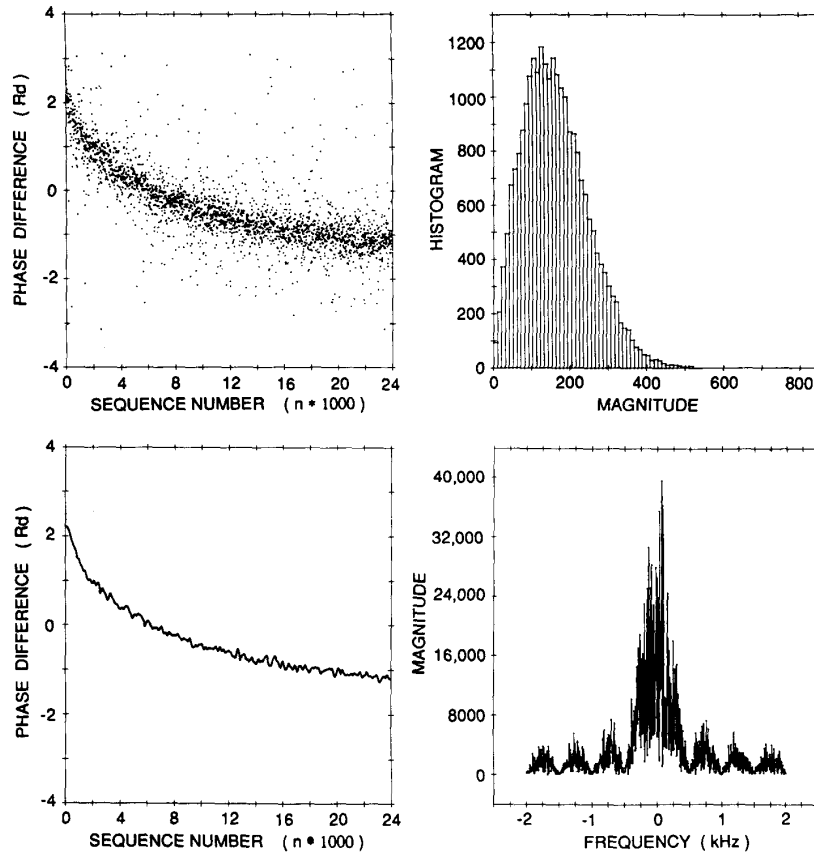 4
2
0
-2
-4
PHASE DIFFERENCE ( Rd )
0 4 8 12 16 20 24
SEQUENCE NUMBER ( n * 1000 )
1200
1000
800
600
400
200
0
HISTOGRAM
0 200 400 600 800
MAGNITUDE
4
2
0
-2
-4
PHASE DIFFERENCE ( Rd )
0 4 8 12 16 20 24
SEQUENCE NUMBER ( n * 1000 )
40,000
32,000
24,000
16,000
8000
0
MAGNITUDE
-2 -1 0 1 2
FREQUENCY ( kHz )